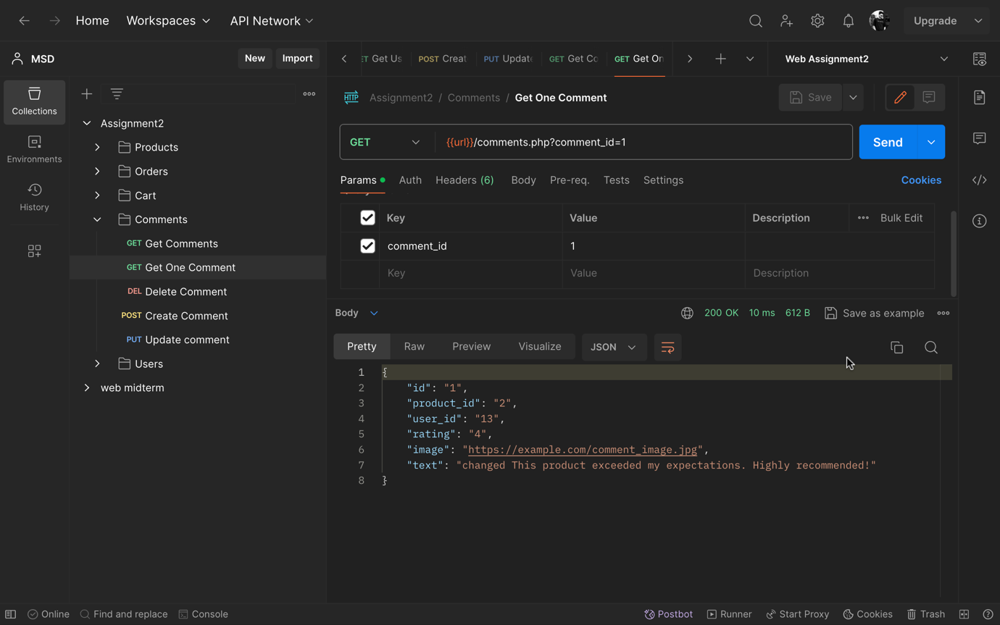 Home Workspaces API Network Upgrade
MSD New Import
ET Get Us POST Creat PUT Update GET Get Co GET Get On Web Assignment2
Collections
Environments
History
Assignment2
Products
Orders
Cart
Comments
GET Get Comments
GET Get One Comment
DEL Delete Comment
POST Create Comment
PUT Update comment
Users
web midterm
HTTP Assignment2 / Comments / Get One Comment Save
GET {{url}}/comments.php?comment_id=1 Send
Params Auth Headers (6) Body Pre-req. Tests Settings Cookies
Key Value Description Bulk Edit
comment_id 1
Key Value Description
Body 200 OK 10 ms 612 B Save as example
Pretty Raw Preview Visualize JSON
1 {
2 "id": "1",
3 "product_id": "2",
4 "user_id": "13",
5 "rating": "4",
6 "image": "https://example.com/comment_image.jpg",
7 "text": "changed This product exceeded my expectations. Highly recommended!"
8 }
Online Find and replace Console Postbot Runner Start Proxy Cookies Trash